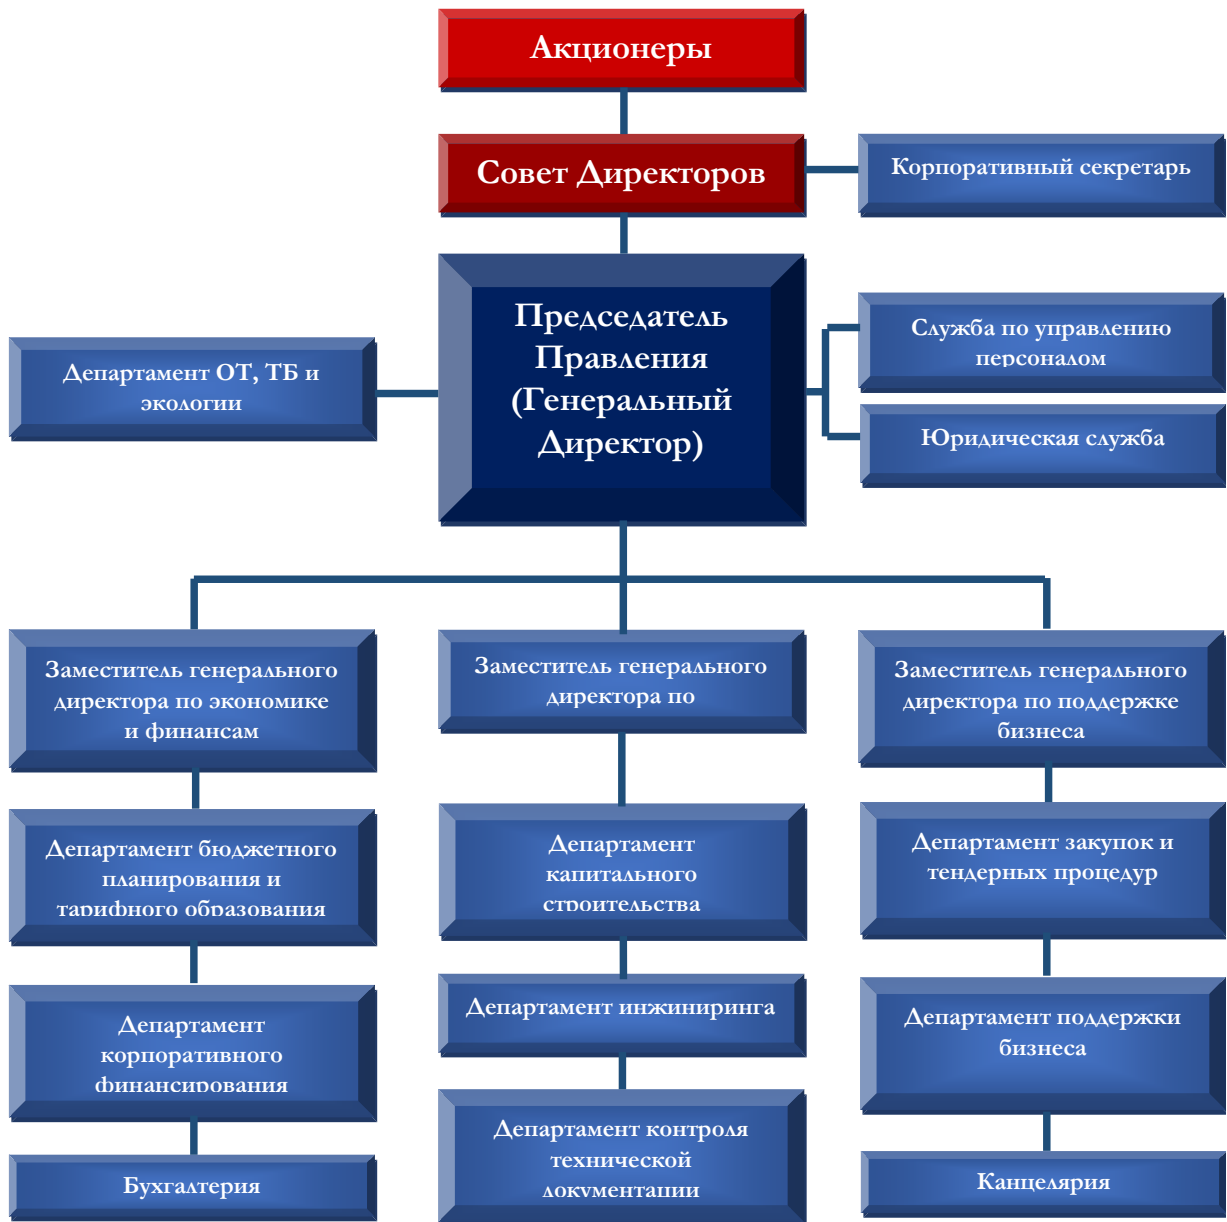 Акционеры
Совет Директоров
Корпоративный секретарь
Председатель
Правления
(Генеральный
Директор)
Департамент ОТ, ТБ и
экологии
Служба по управлению
персоналом
Юридическая служба
Заместитель генерального
директора по экономике
и финансам
Заместитель генерального
директора по
Заместитель генерального
директора по поддержке
бизнеса
Департамент бюджетного
планирования и
тарифного образования
Департамент
капитального
строительства
Департамент закупок и
тендерных процедур
Департамент
корпоративного
финансирования
Департамент инжиниринга
Департамент поддержки
бизнеса
Бухгалтерия
Департамент контроля
технической
документации
Канцелярия